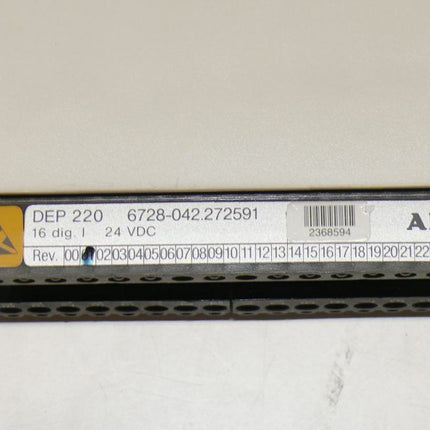 DEP 220 6728-042.272591
16 dig. I 24 VDC
2368594
Rev. 00 02 03 04 05 06 07 08 09 10 11 12 13 14 15 16 17 18 19 20 21 22